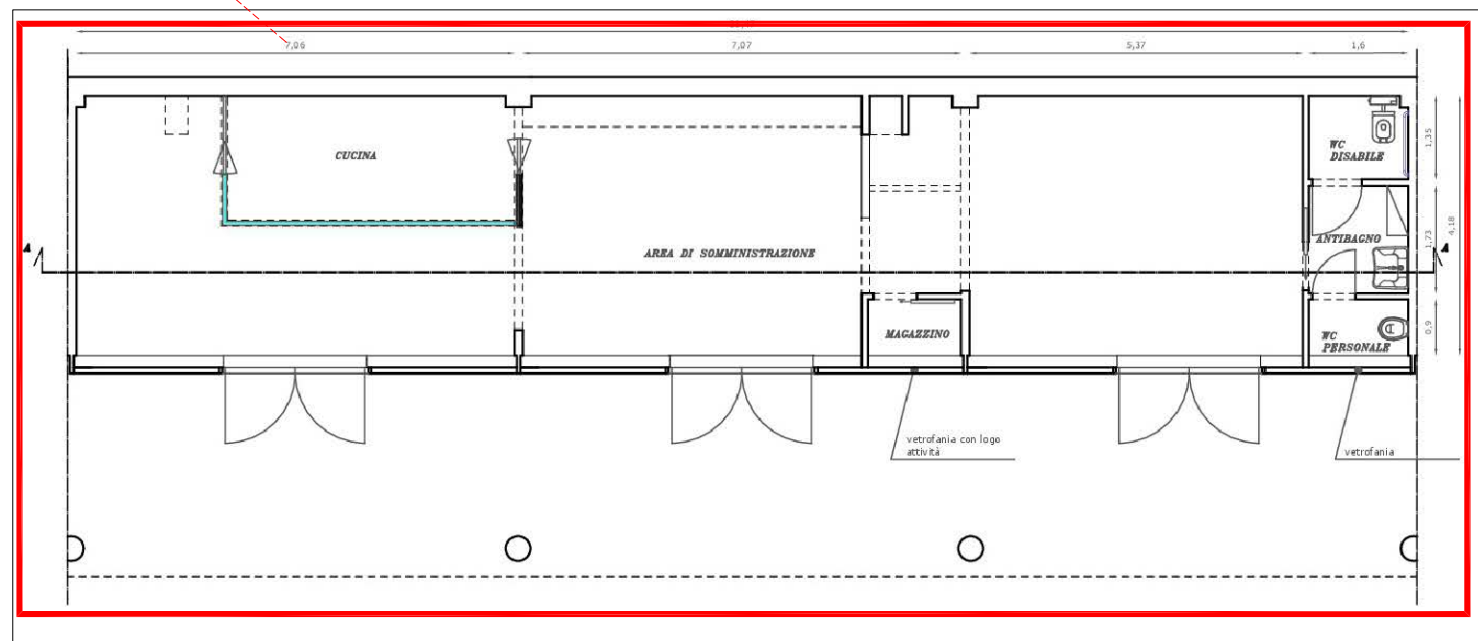 7,06
7,07
5,37
1,6
CUCINA
WC
DISABILE
1,35
AREA DI SOMMINISTRAZIONE
ANTIBAGNO
1,73
4,18
A
A
MAGAZZINO
WC
PERSONALE
0,9
vetrofania con logo
attività
vetrofania